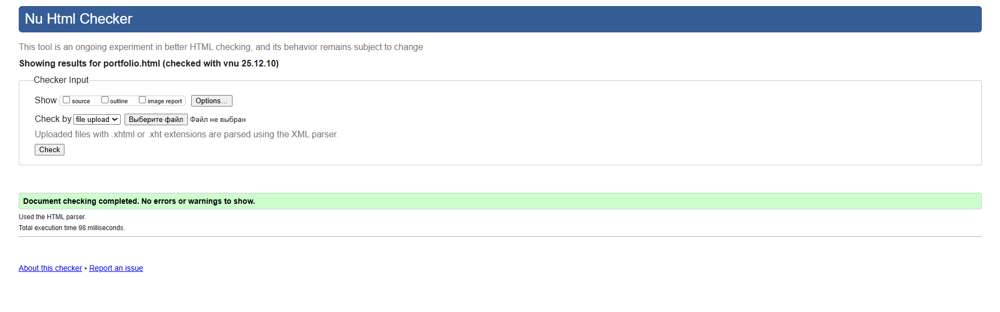 Nu Html Checker
This tool is an ongoing experiment in better HTML checking, and its behavior remains subject to change
Showing results for portfolio.html (checked with vnu 25.12.10)
Checker Input
Show source outline image report Options...
Check by file upload Выберите файл Файл не выбран
Uploaded files with .xhtml or .xht extensions are parsed using the XML parser.
Check
Document checking completed. No errors or warnings to show.
Used the HTML parser.
Total execution time 98 milliseconds.
About this checker • Report an issue